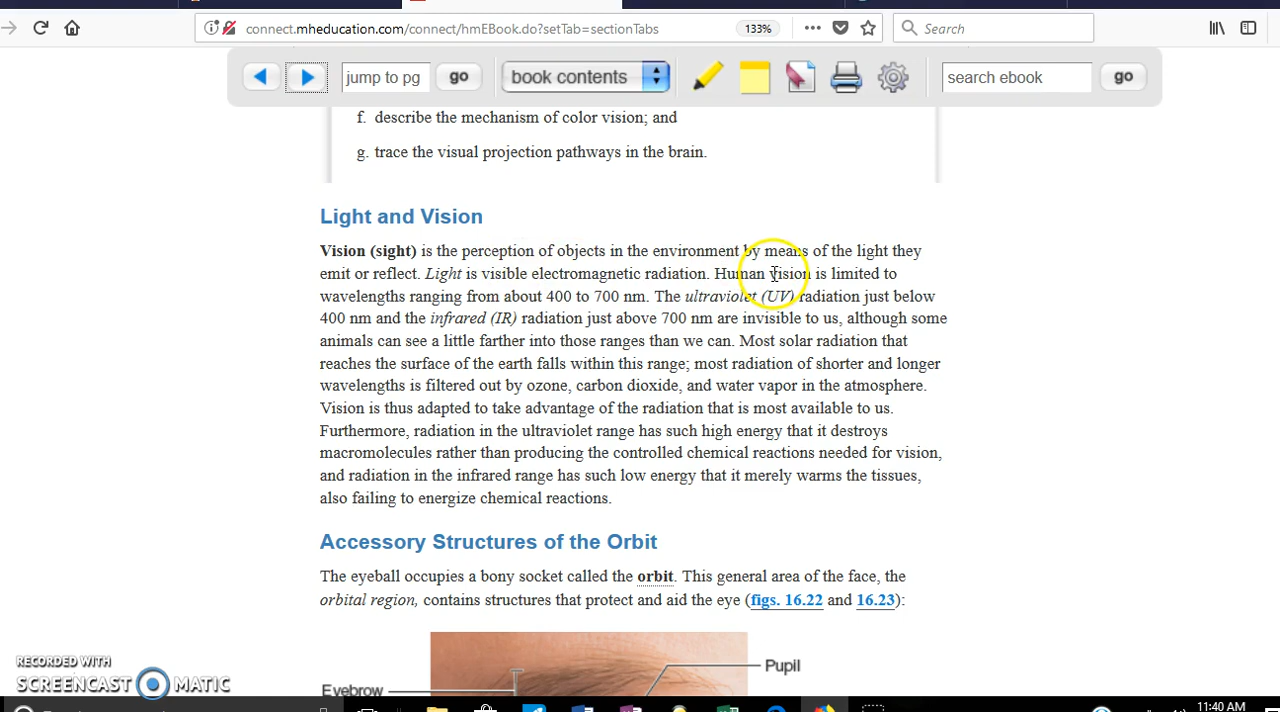 connect.mheducation.com/connect/hmEBook.do?setTab=sectionTabs 133% Search
jump to pg go book contents search ebook go
f. describe the mechanism of color vision; and
g. trace the visual projection pathways in the brain.
Light and Vision
Vision (sight) is the perception of objects in the environment by means of the light they
emit or reflect. Light is visible electromagnetic radiation. Human vision is limited to
wavelengths ranging from about 400 to 700 nm. The ultraviolet (UV) radiation just below
400 nm and the infrared (IR) radiation just above 700 nm are invisible to us, although some
animals can see a little farther into those ranges than we can. Most solar radiation that
reaches the surface of the earth falls within this range; most radiation of shorter and longer
wavelengths is filtered out by ozone, carbon dioxide, and water vapor in the atmosphere.
Vision is thus adapted to take advantage of the radiation that is most available to us.
Furthermore, radiation in the ultraviolet range has such high energy that it destroys
macromolecules rather than producing the controlled chemical reactions needed for vision,
and radiation in the infrared range has such low energy that it merely warms the tissues,
also failing to energize chemical reactions.
Accessory Structures of the Orbit
The eyeball occupies a bony socket called the orbit. This general area of the face, the
orbital region, contains structures that protect and aid the eye (figs. 16.22 and 16.23):
Pupil
Eyebrow
RECORDED WITH
SCREENCAST MATIC
11:40 AM